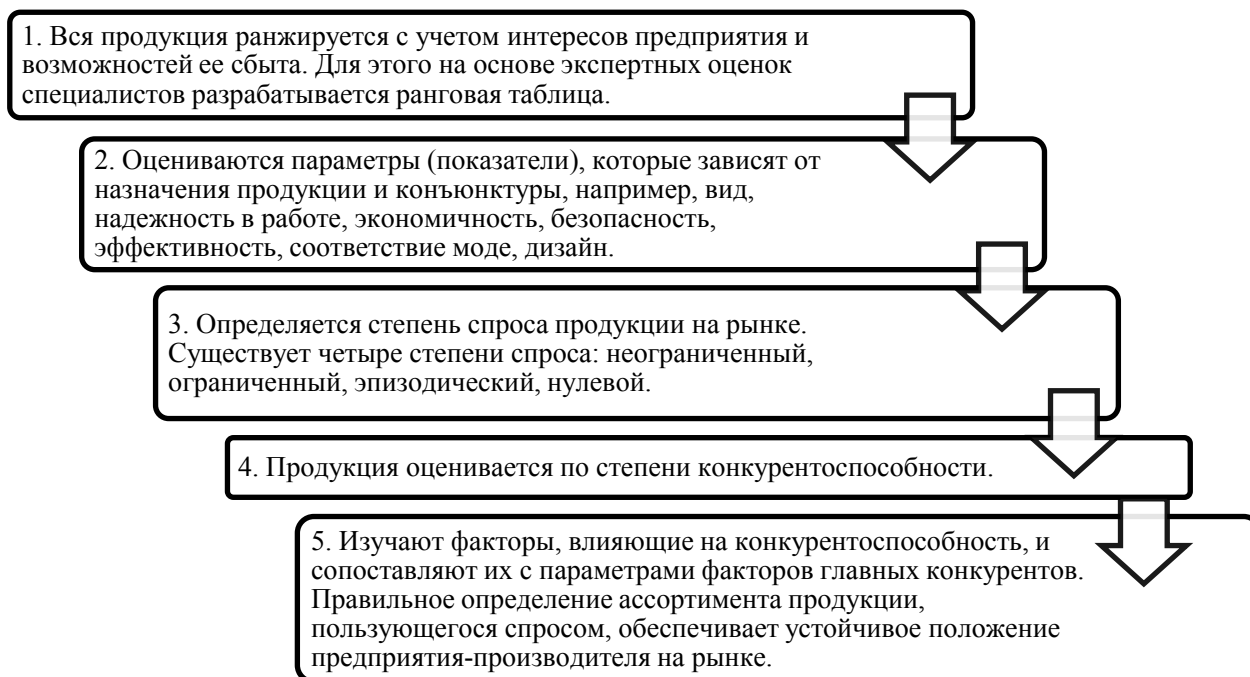 1. Вся продукция ранжируется с учетом интересов предприятия и
возможностей ее сбыта. Для этого на основе экспертных оценок
специалистов разрабатывается ранговая таблица.
2. Оцениваются параметры (показатели), которые зависят от
назначения продукции и конъюнктуры, например, вид,
надежность в работе, экономичность, безопасность,
эффективность, соответствие моде, дизайн.
3. Определяется степень спроса продукции на рынке.
Существует четыре степени спроса: неограниченный,
ограниченный, эпизодический, нулевой.
4. Продукция оценивается по степени конкурентоспособности.
5. Изучают факторы, влияющие на конкурентоспособность, и
сопоставляют их с параметрами факторов главных конкурентов.
Правильное определение ассортимента продукции,
пользующегося спросом, обеспечивает устойчивое положение
предприятия-производителя на рынке.